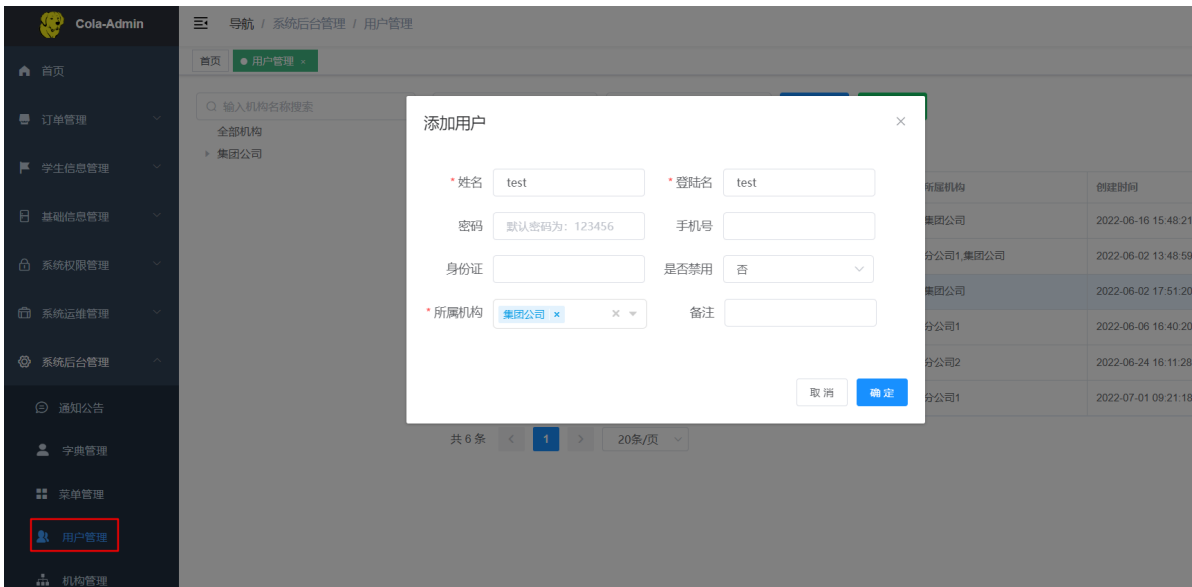 Cola-Admin
导航 / 系统后台管理 / 用户管理
首页
用户管理 ×
首页
订单管理
学生信息管理
基础信息管理
系统权限管理
系统运维管理
系统后台管理
通知公告
字典管理
菜单管理
用户管理
机构管理
输入机构名称搜索
全部机构
集团公司
添加用户
* 姓名 test * 登陆名 test
密码 默认密码为：123456 手机号
身份证 是否禁用 否
* 所属机构 集团公司 × 备注
取 消 确 定
所属机构 创建时间
集团公司 2022-06-16 15:48:21
分公司1,集团公司 2022-06-02 13:48:59
集团公司 2022-06-02 17:51:20
分公司1 2022-06-06 16:40:20
分公司2 2022-06-24 16:11:28
分公司1 2022-07-01 09:21:18
共 6 条 < 1 > 20条/页